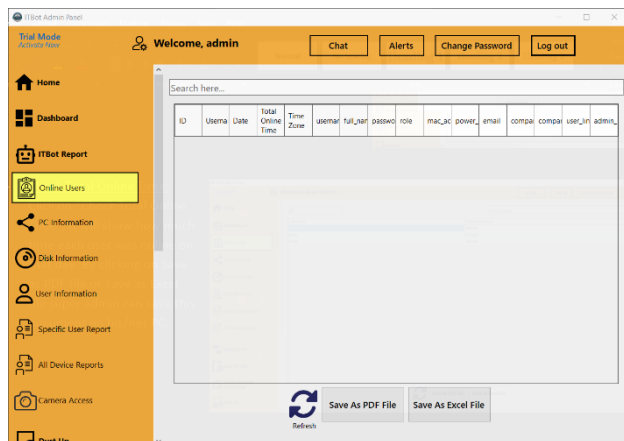 ITBot Admin Panel
Trial Mode
Activate Now
Welcome, admin
Chat
Alerts
Change Password
Log out
Home
Dashboard
ITBot Report
Online Users
PC Information
Disk Information
User Information
Specific User Report
All Device Reports
Camera Access
Search here...
ID Userna Date Total Online Time Time Zone usernar full_nar passwo role mac_ac power_ email compai compai user_lin admin_
Refresh
Save As PDF File
Save As Excel File